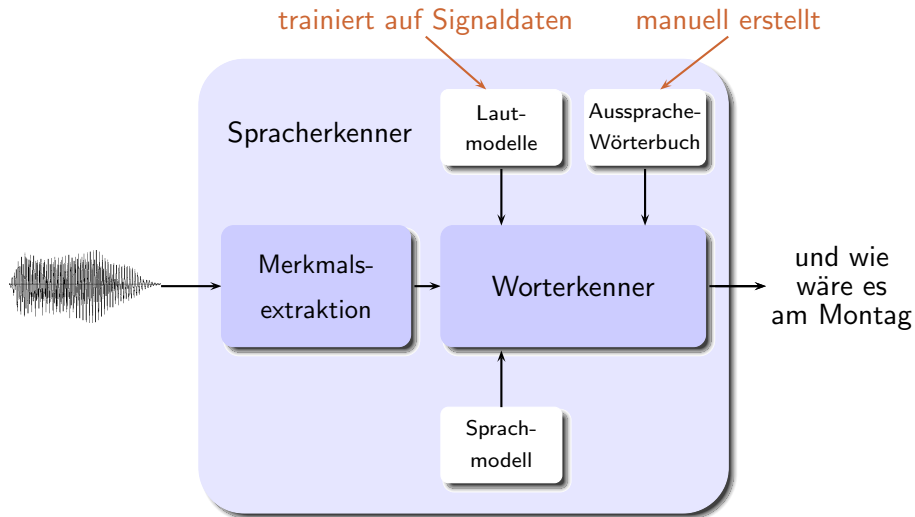 trainiert auf Signaldaten
manuell erstellt
Spracherkenner
Laut-
modelle
Aussprache-
Wörterbuch
Merkmals-
extraktion
Worterkenner
und wie
wäre es
am Montag
Sprach-
modell